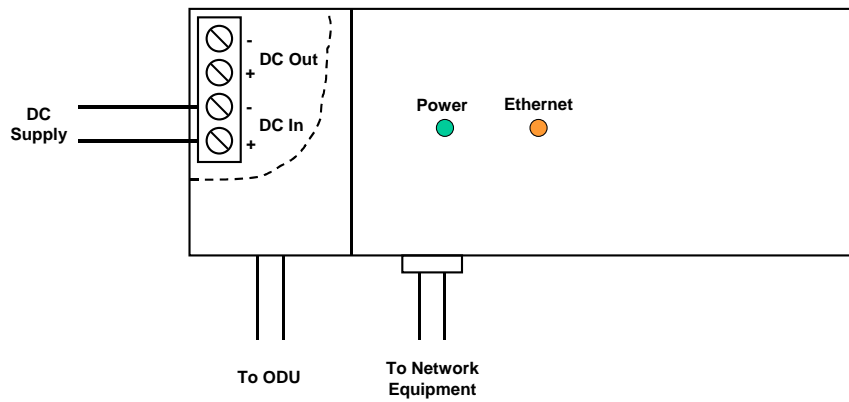 -
DC Out
+
-
DC In
+
DC
Supply
Power
Ethernet
To ODU
To Network
Equipment